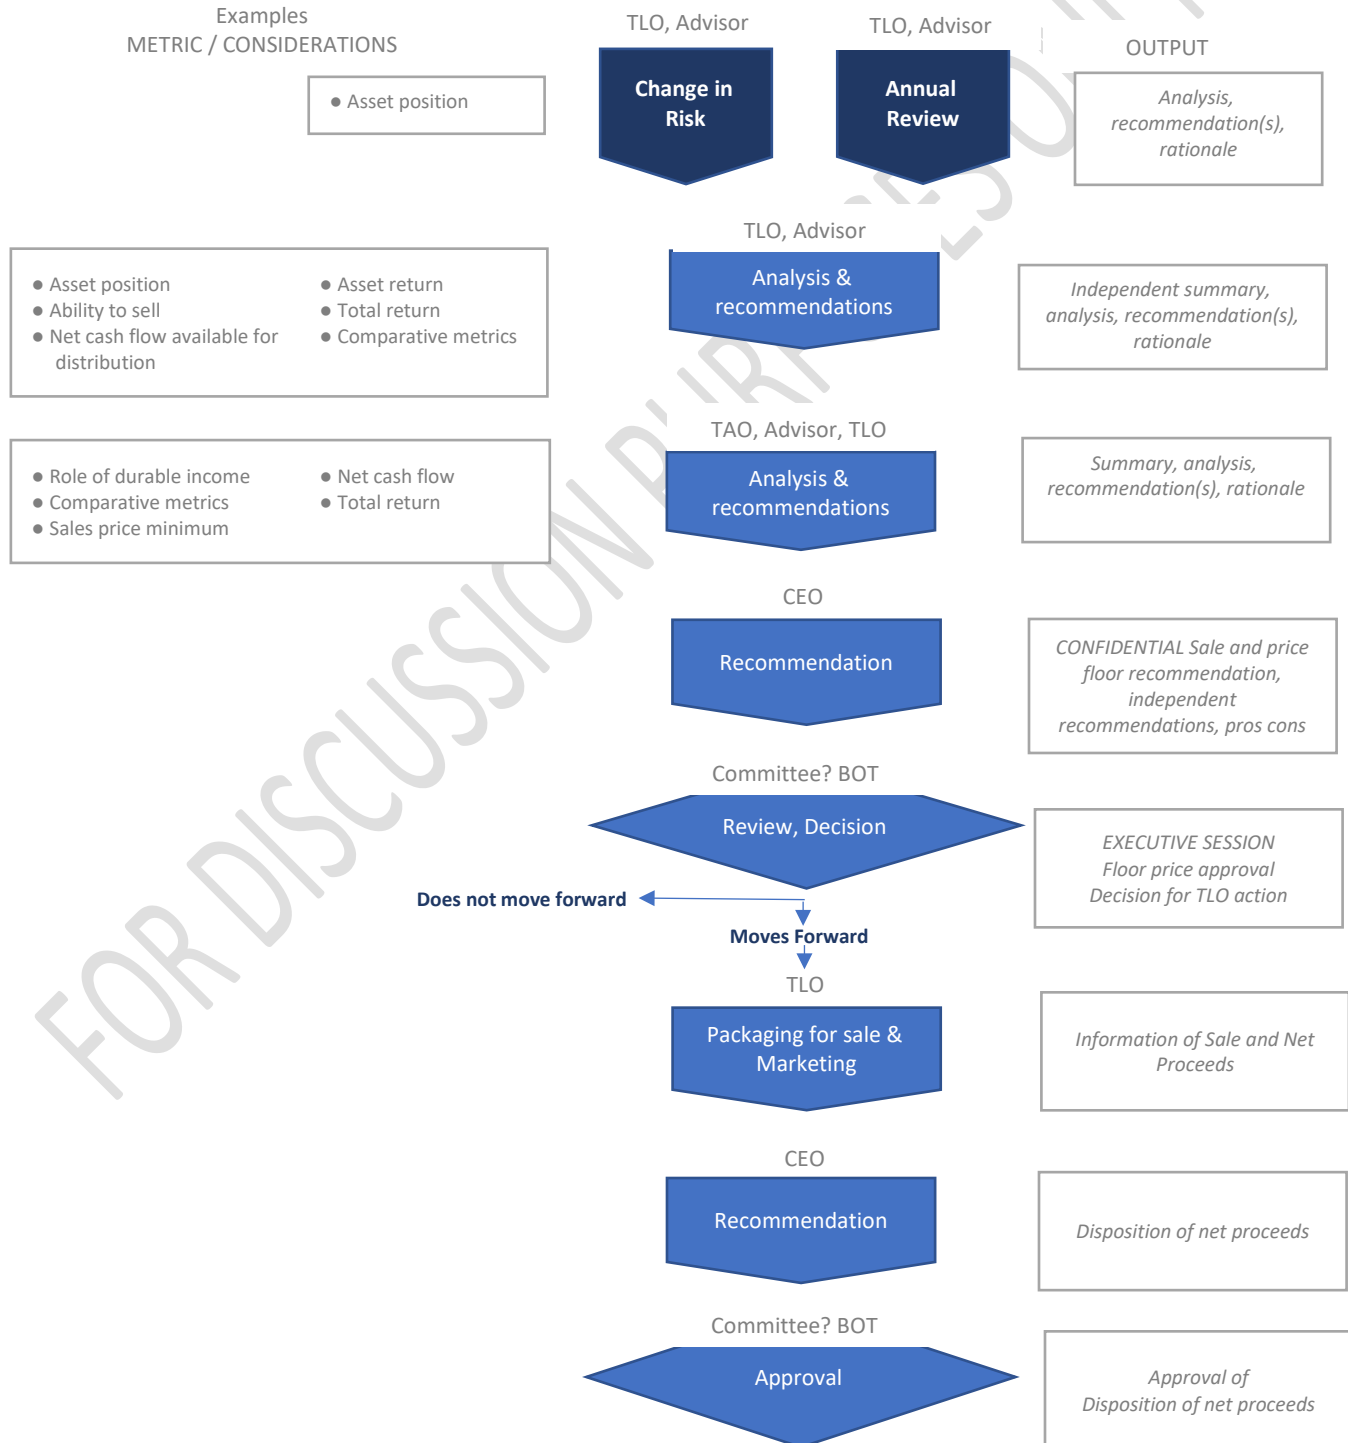 Examples
METRIC / CONSIDERATIONS
TLO, Advisor
TLO, Advisor
OUTPUT
● Asset position
Change in
Risk
Annual
Review
Analysis,
recommendation(s),
rationale
TLO, Advisor
● Asset position
● Ability to sell
● Net cash flow available for
distribution
● Asset return
● Total return
● Comparative metrics
Analysis &
recommendations
Independent summary,
analysis, recommendation(s),
rationale
TAO, Advisor, TLO
● Role of durable income
● Comparative metrics
● Sales price minimum
● Net cash flow
● Total return
Analysis &
recommendations
Summary, analysis,
recommendation(s), rationale
CEO
Recommendation
CONFIDENTIAL Sale and price
floor recommendation,
independent
recommendations, pros cons
Committee? BOT
Review, Decision
EXECUTIVE SESSION
Floor price approval
Decision for TLO action
Does not move forward
Moves Forward
TLO
Packaging for sale &
Marketing
Information of Sale and Net
Proceeds
CEO
Recommendation
Disposition of net proceeds
Committee? BOT
Approval
Approval of
Disposition of net proceeds
FOR DISCUSSION